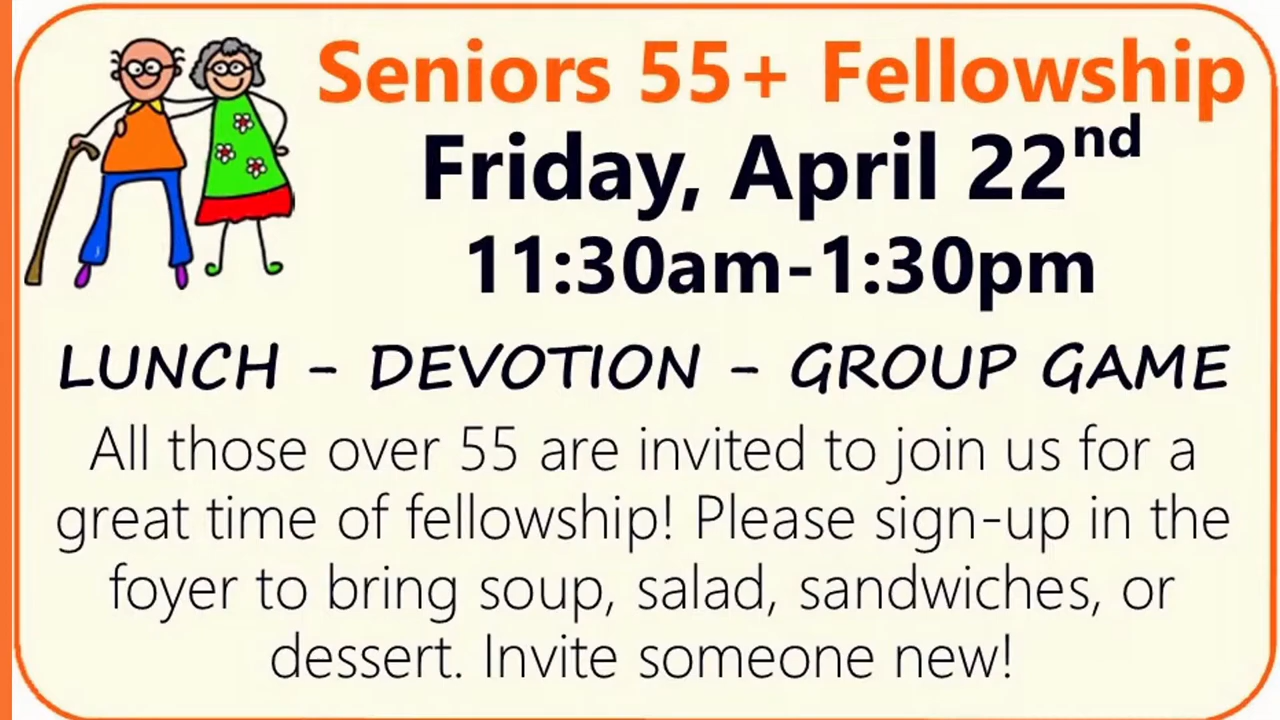 Seniors 55+ Fellowship
Friday, April 22nd
11:30am-1:30pm
LUNCH – DEVOTION – GROUP GAME
All those over 55 are invited to join us for a
great time of fellowship! Please sign-up in the
foyer to bring soup, salad, sandwiches, or
dessert. Invite someone new!